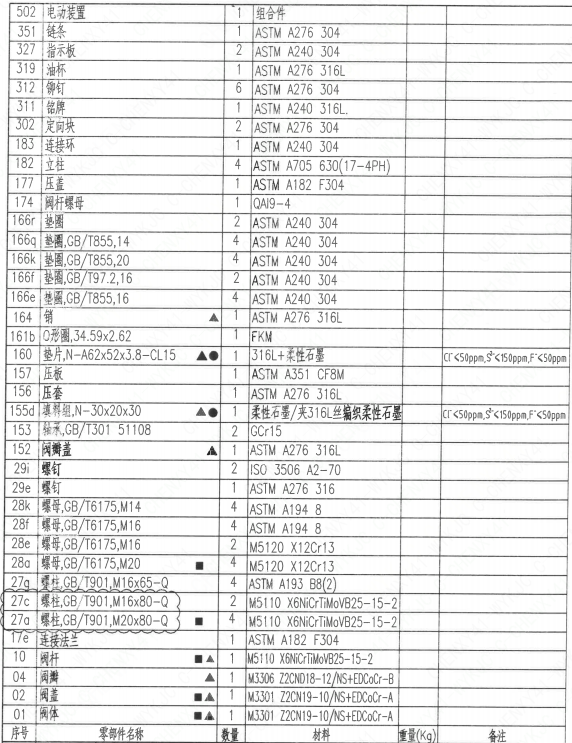 502 电动装置 1 组合件
351 链条 1 ASTM A276 304
327 指示板 2 ASTM A240 304
319 油杯 1 ASTM A276 316L
312 铆钉 6 ASTM A276 304
311 铭牌 1 ASTM A240 316L.
302 定向块 2 ASTM A276 304
183 连接环 1 ASTM A240 304
182 立柱 4 ASTM A705 630(17-4PH)
177 压盖 1 ASTM A182 F304
174 阀杆螺母 1 QAl9-4
166r 垫圈 2 ASTM A240 304
166q 垫圈,GB/T855,14 4 ASTM A240 304
166k 垫圈,GB/T855,20 4 ASTM A240 304
166f 垫圈,GB/T97.2,16 2 ASTM A240 304
166e 垫圈,GB/T855,16 4 ASTM A240 304
164 销 ▲ 1 ASTM A276 316L
161b O形圈,34.59x2.62 1 FKM
160 垫片,N-A62x52x3.8-CL15 ▲● 1 316L+柔性石墨 Cl⁻<50ppm,S²⁻<150ppm,F⁻<50ppm
157 压板 1 ASTM A351 CF8M
156 压套 1 ASTM A276 316L
155d 填料组,N-30x20x30 ▲● 1 柔性石墨/夹316L丝编织柔性石墨 Cl⁻<50ppm,S²⁻<150ppm,F⁻<50ppm
153 轴承,GB/T301 51108 2 GCr15
152 阀瓣盖 ▲ 1 ASTM A276 316L
29i 螺钉 2 ISO 3506 A2-70
29e 螺钉 1 ASTM A276 316
28k 螺母,GB/T6175,M14 4 ASTM A194 8
28f 螺母,GB/T6175,M16 4 ASTM A194 8
28e 螺母,GB/T6175,M16 2 M5120 X12Cr13
28a 螺母,GB/T6175,M20 ■ 4 M5120 X12Cr13
27g 螺柱,GB/T901,M16x65-Q 4 ASTM A193 B8(2)
27c 螺柱,GB/T901,M16x80-Q 2 M5110 X6NiCrTiMoVB25-15-2
27a 螺柱,GB/T901,M20x80-Q ■ 4 M5110 X6NiCrTiMoVB25-15-2
17e 连接法兰 1 ASTM A182 F304
10 阀杆 ■▲ 1 M5110 X6NiCrTiMoVB25-15-2
04 阀瓣 ▲ 1 M3306 Z2CND18-12/NS+EDCoCr-B
02 阀盖 ■▲ 1 M3301 Z2CN19-10/NS+EDCoCr-A
01 阀体 ■▲ 1 M3301 Z2CN19-10/NS+EDCoCr-A
序号 零部件名称 数量 材料 重量(Kg) 备注